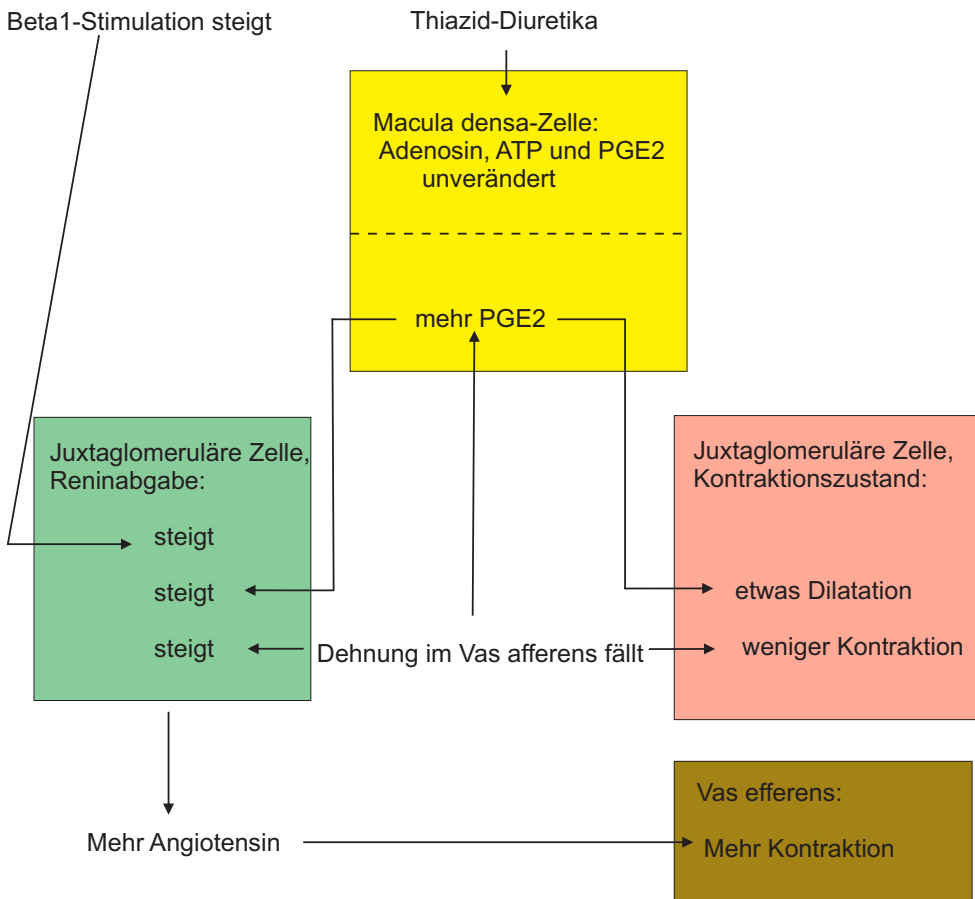 Beta1-Stimulation steigt
Thiazid-Diuretika
Macula densa-Zelle:
Adenosin, ATP und PGE2
unverändert
mehr PGE2
Juxtaglomeruläre Zelle,
Reninabgabe:
steigt
steigt
steigt
Dehnung im Vas afferens fällt
Juxtaglomeruläre Zelle,
Kontraktionszustand:
etwas Dilatation
weniger Kontraktion
Mehr Angiotensin
Vas efferens:
Mehr Kontraktion